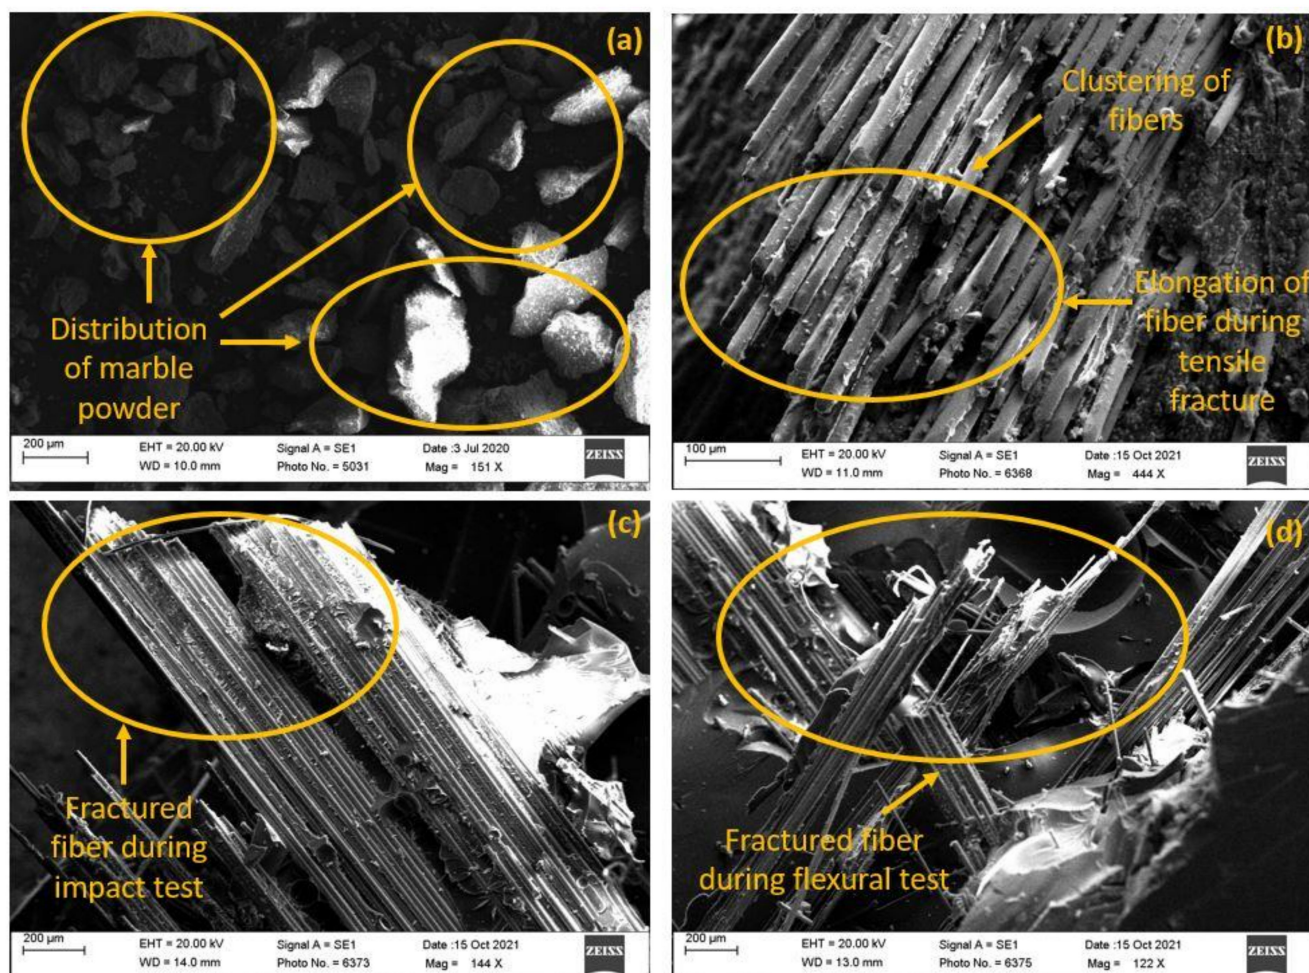 (a)
Distribution
of marble
powder
200 µm
EHT = 20.00 kV
Signal A = SE1
Date :3 Jul 2020
WD = 10.0 mm
Photo No. = 5031
Mag = 151 X
ZEISS
(b)
Clustering of
fibers
Elongation of
fiber during
tensile
fracture
100 µm
EHT = 20.00 kV
Signal A = SE1
Date :15 Oct 2021
WD = 11.0 mm
Photo No. = 6368
Mag = 444 X
ZEISS
(c)
Fractured
fiber during
impact test
200 µm
EHT = 20.00 kV
Signal A = SE1
Date :15 Oct 2021
WD = 14.0 mm
Photo No. = 6373
Mag = 144 X
ZEISS
(d)
Fractured fiber
during flexural test
200 µm
EHT = 20.00 kV
Signal A = SE1
Date :15 Oct 2021
WD = 13.0 mm
Photo No. = 6375
Mag = 122 X
ZEISS